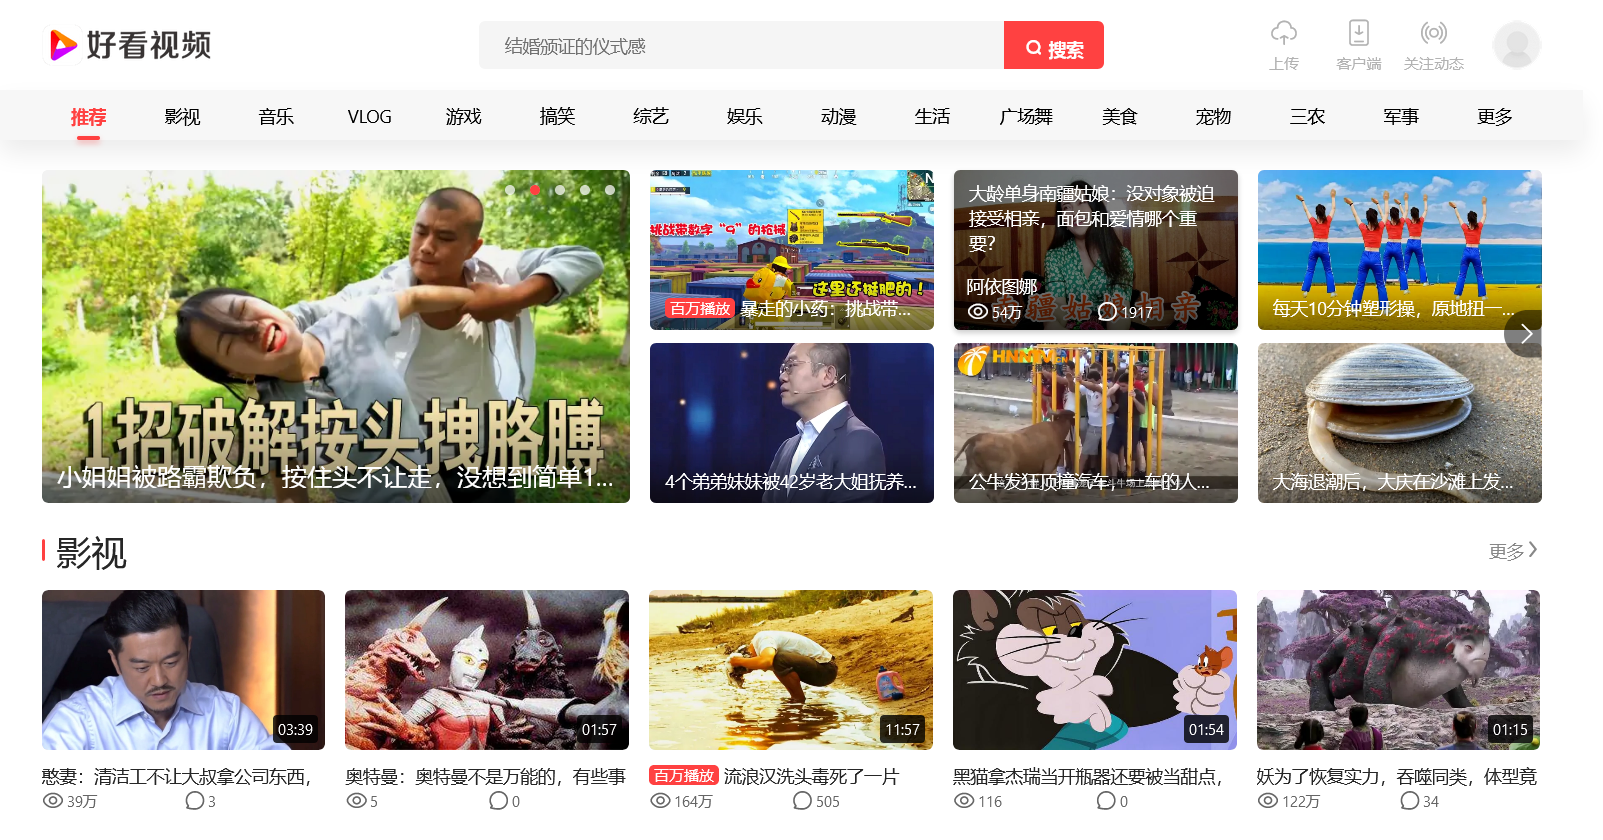 好看视频
结婚颁证的仪式感
搜索
上传
客户端
关注动态
推荐
影视
音乐
VLOG
游戏
搞笑
综艺
娱乐
动漫
生活
广场舞
美食
宠物
三农
军事
更多
1招破解按头拽胳膊
小姐姐被路霸欺负，按住头不让走，没想到简单1...
挑战带数字“9”的枪械
这里还挺肥的！
百万播放 暴走的小药：挑战带...
大龄单身南疆姑娘：没对象被迫
接受相亲，面包和爱情哪个重
要？
阿依图娜
54万
1917
每天10分钟塑形操，原地扭一...
4个弟弟妹妹被42岁老大姐抚养...
公牛发狂顶撞汽车，一车的人...
大海退潮后，大庆在沙滩上发...
影视
更多
03:39
01:57
11:57
01:54
01:15
憨妻：清洁工不让大叔拿公司东西，
39万
3
奥特曼：奥特曼不是万能的，有些事
5
0
百万播放 流浪汉洗头毒死了一片
164万
505
黑猫拿杰瑞当开瓶器还要被当甜点，
116
0
妖为了恢复实力，吞噬同类，体型竟
122万
34